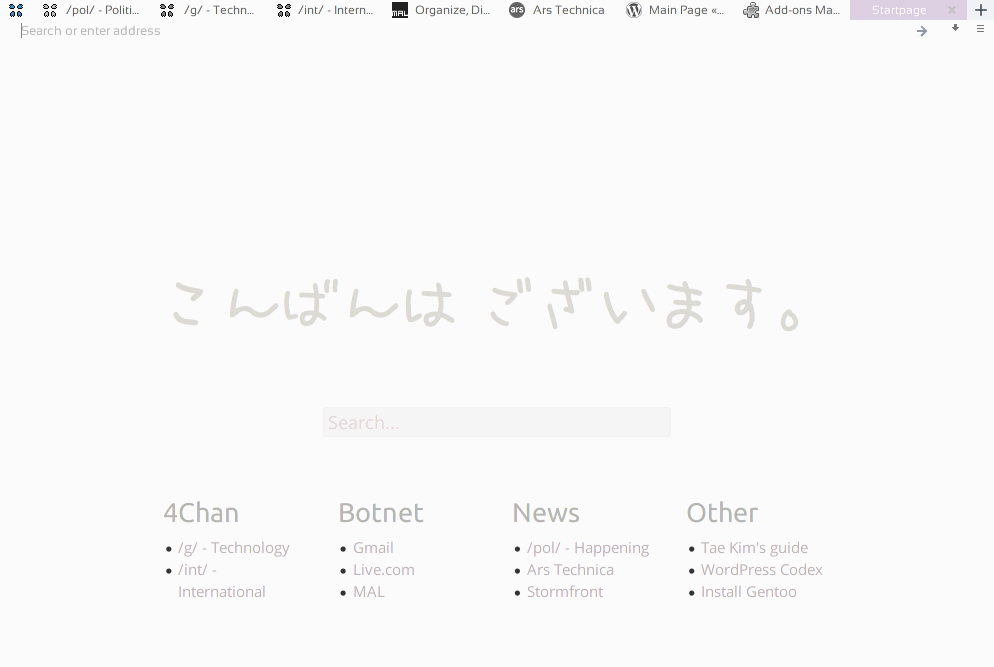 /pol/ - Politi... /g/ - Techn... /int/ - Intern... MAL Organize, Di... ars Ars Technica Main Page «... Add-ons Ma... Startpage
Search or enter address
こんばんは ございます。
Search...
4Chan
/g/ - Technology
/int/ -
International
Botnet
Gmail
Live.com
MAL
News
/pol/ - Happening
Ars Technica
Stormfront
Other
Tae Kim's guide
WordPress Codex
Install Gentoo